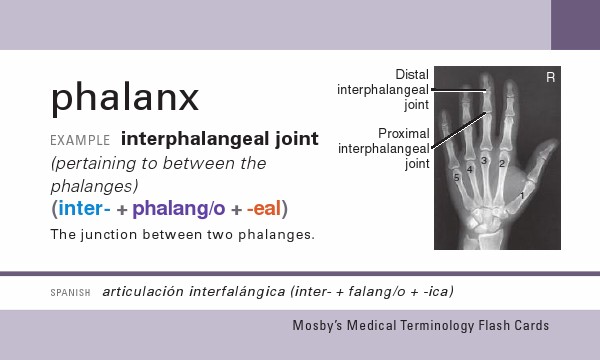 phalanx
EXAMPLE interphalangeal joint
(pertaining to between the
phalanges)
(inter- + phalang/o + -eal)
The junction between two phalanges.
Distal
interphalangeal
joint
Proximal
interphalangeal
joint
R
5
4
3
2
1
SPANISH articulación interfalángica (inter- + falang/o + -ica)
Mosby's Medical Terminology Flash Cards